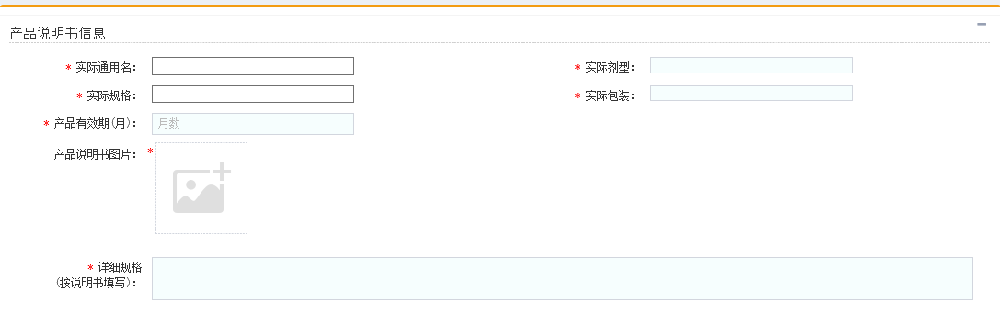 产品说明书信息
* 实际通用名：
* 实际剂型：
* 实际规格：
* 实际包装：
* 产品有效期(月)：
月数
产品说明书图片： *
* 详细规格
(按说明书填写)：